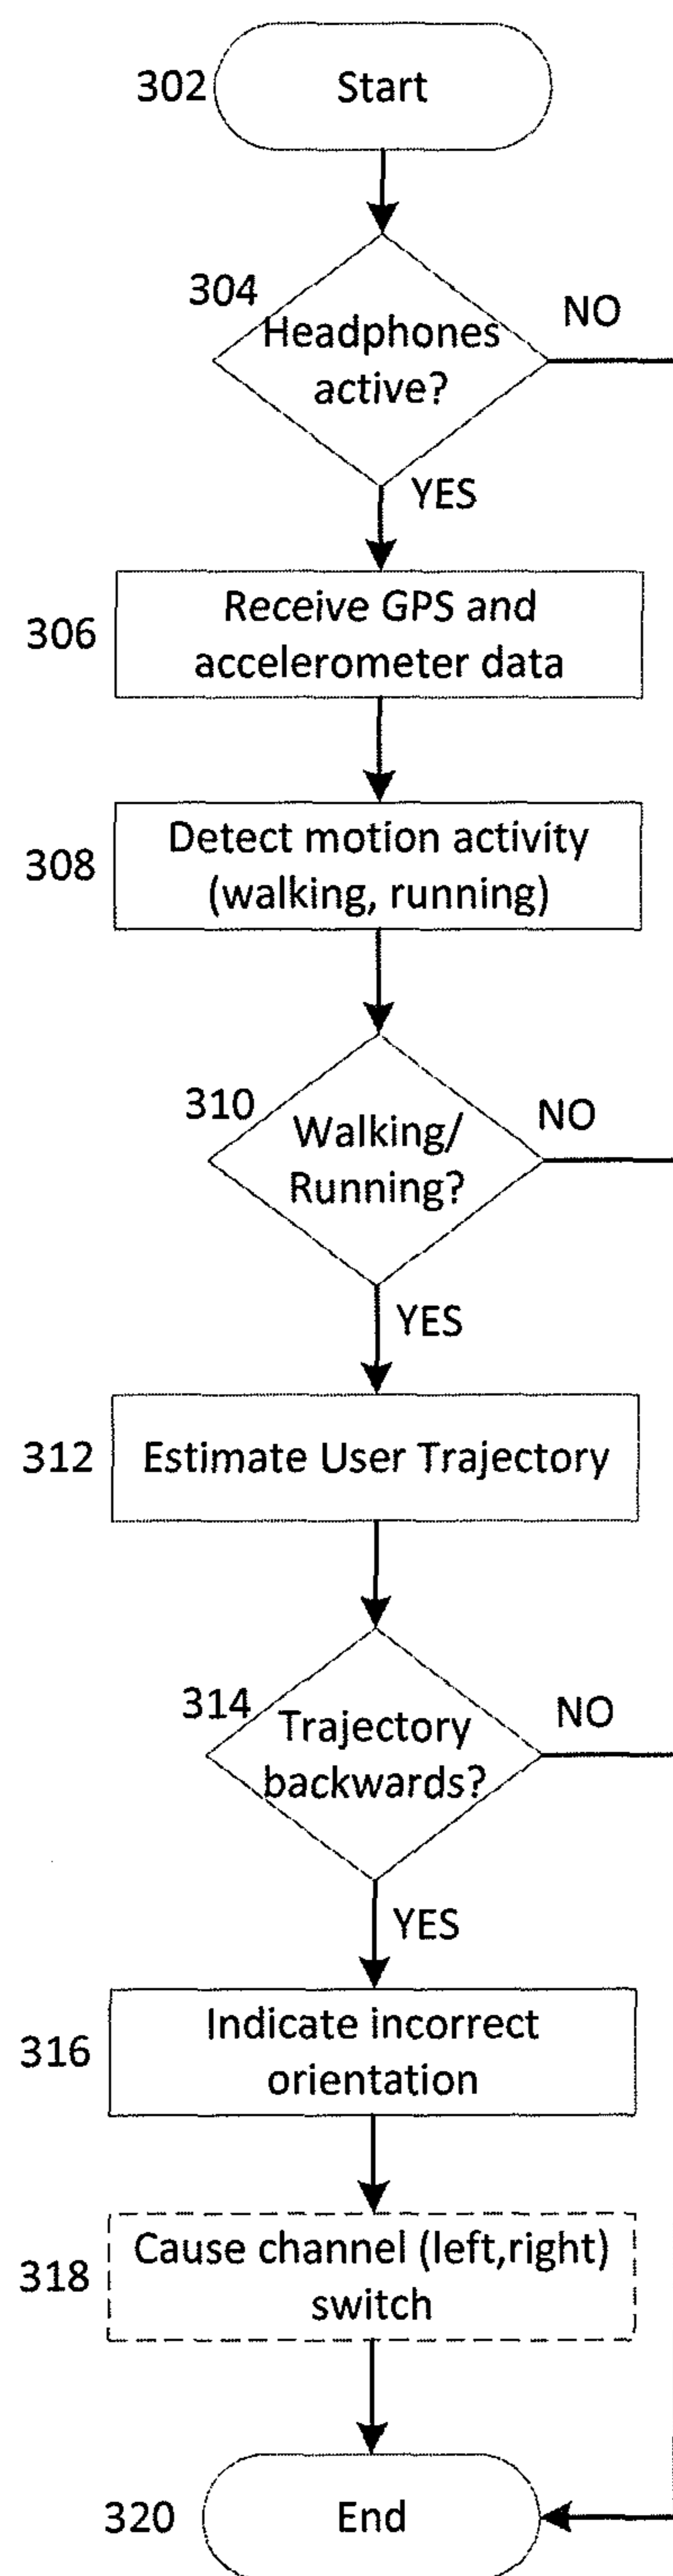 302
Start
304
Headphones
active?
NO
YES
306
Receive GPS and
accelerometer data
308
Detect motion activity
(walking, running)
310
Walking/
Running?
NO
YES
312
Estimate User Trajectory
314
Trajectory
backwards?
NO
YES
316
Indicate incorrect
orientation
318
Cause channel (left,right)
switch
320
End